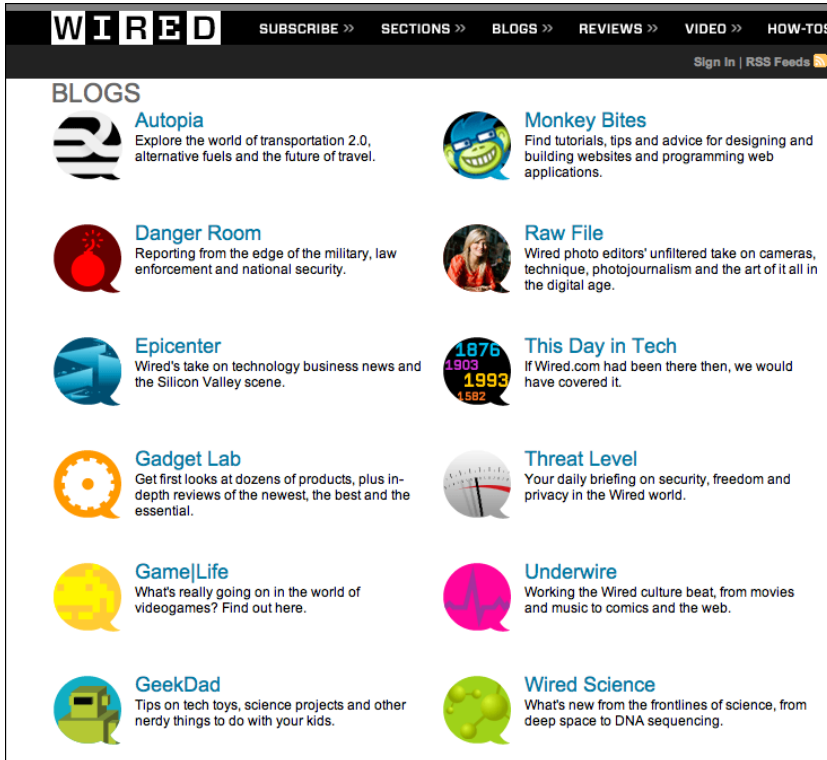 WIRED
SUBSCRIBE >> SECTIONS >> BLOGS >> REVIEWS >> VIDEO >> HOW-TOS
Sign In | RSS Feeds
BLOGS
Autopia
Explore the world of transportation 2.0,
alternative fuels and the future of travel.
Monkey Bites
Find tutorials, tips and advice for designing and
building websites and programming web
applications.
Danger Room
Reporting from the edge of the military, law
enforcement and national security.
Raw File
Wired photo editors' unfiltered take on cameras,
technique, photojournalism and the art of it all in
the digital age.
Epicenter
Wired's take on technology business news and
the Silicon Valley scene.
1876
1903
1993
1582
This Day in Tech
If Wired.com had been there then, we would
have covered it.
Gadget Lab
Get first looks at dozens of products, plus in-
depth reviews of the newest, the best and the
essential.
Threat Level
Your daily briefing on security, freedom and
privacy in the Wired world.
Game|Life
What's really going on in the world of
videogames? Find out here.
Underwire
Working the Wired culture beat, from movies
and music to comics and the web.
GeekDad
Tips on tech toys, science projects and other
nerdy things to do with your kids.
Wired Science
What's new from the frontlines of science, from
deep space to DNA sequencing.